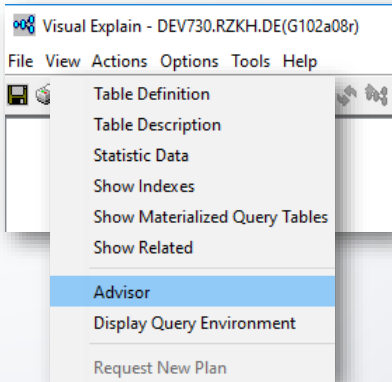 Visual Explain - DEV730.RZKH.DE(G102a08r)
File View Actions Options Tools Help
Table Definition
Table Description
Statistic Data
Show Indexes
Show Materialized Query Tables
Show Related
Advisor
Display Query Environment
Request New Plan